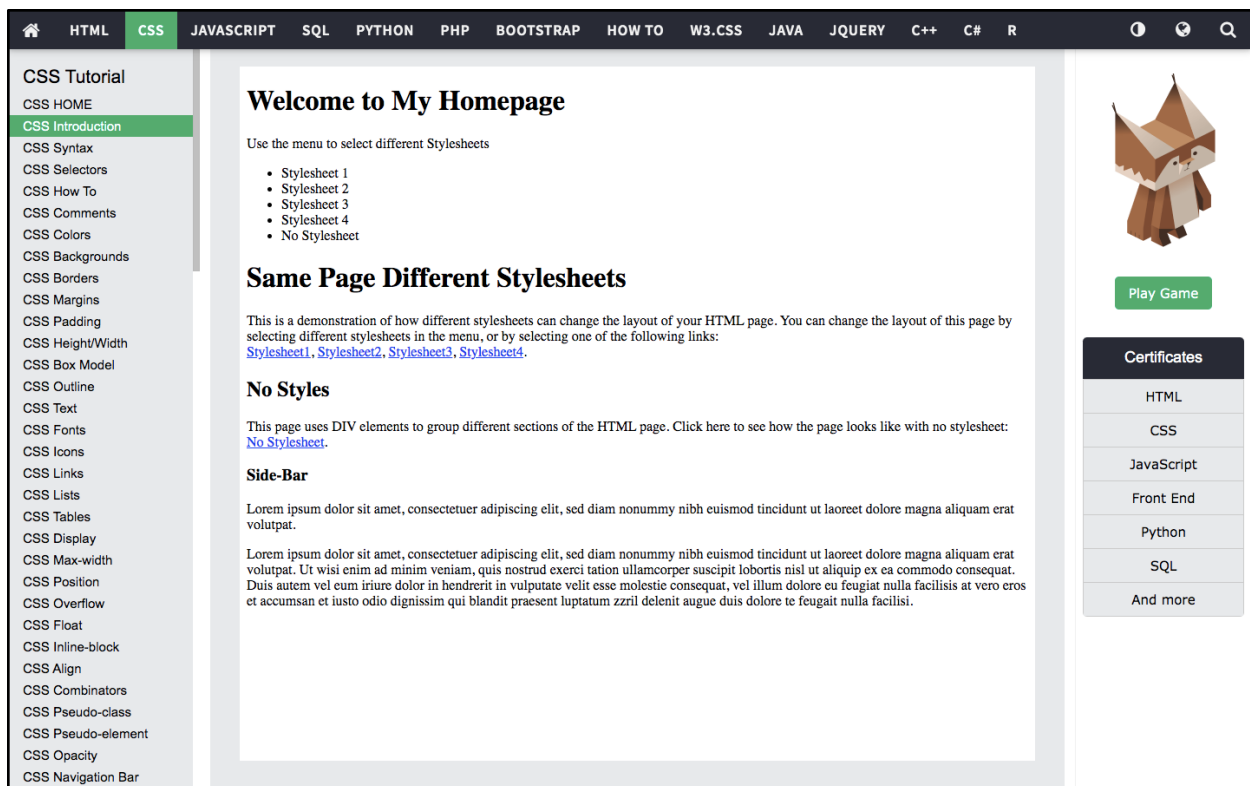 HTML CSS JAVASCRIPT SQL PYTHON PHP BOOTSTRAP HOW TO W3.CSS JAVA JQUERY C++ C# R
CSS Tutorial
CSS HOME
CSS Introduction
CSS Syntax
CSS Selectors
CSS How To
CSS Comments
CSS Colors
CSS Backgrounds
CSS Borders
CSS Margins
CSS Padding
CSS Height/Width
CSS Box Model
CSS Outline
CSS Text
CSS Fonts
CSS Icons
CSS Links
CSS Lists
CSS Tables
CSS Display
CSS Max-width
CSS Position
CSS Overflow
CSS Float
CSS Inline-block
CSS Align
CSS Combinators
CSS Pseudo-class
CSS Pseudo-element
CSS Opacity
CSS Navigation Bar
Welcome to My Homepage
Use the menu to select different Stylesheets
• Stylesheet 1
• Stylesheet 2
• Stylesheet 3
• Stylesheet 4
• No Stylesheet
Same Page Different Stylesheets
This is a demonstration of how different stylesheets can change the layout of your HTML page. You can change the layout of this page by
selecting different stylesheets in the menu, or by selecting one of the following links:
Stylesheet1, Stylesheet2, Stylesheet3, Stylesheet4.
No Styles
This page uses DIV elements to group different sections of the HTML page. Click here to see how the page looks like with no stylesheet:
No Stylesheet.
Side-Bar
Lorem ipsum dolor sit amet, consectetuer adipiscing elit, sed diam nonummy nibh euismod tincidunt ut laoreet dolore magna aliquam erat
volutpat.
Lorem ipsum dolor sit amet, consectetuer adipiscing elit, sed diam nonummy nibh euismod tincidunt ut laoreet dolore magna aliquam erat
volutpat. Ut wisi enim ad minim veniam, quis nostrud exerci tation ullamcorper suscipit lobortis nisl ut aliquip ex ea commodo consequat.
Duis autem vel eum iriure dolor in hendrerit in vulputate velit esse molestie consequat, vel illum dolore eu feugiat nulla facilisis at vero eros
et accumsan et iusto odio dignissim qui blandit praesent luptatum zzril delenit augue duis dolore te feugait nulla facilisi.
Play Game
Certificates
HTML
CSS
JavaScript
Front End
Python
SQL
And more